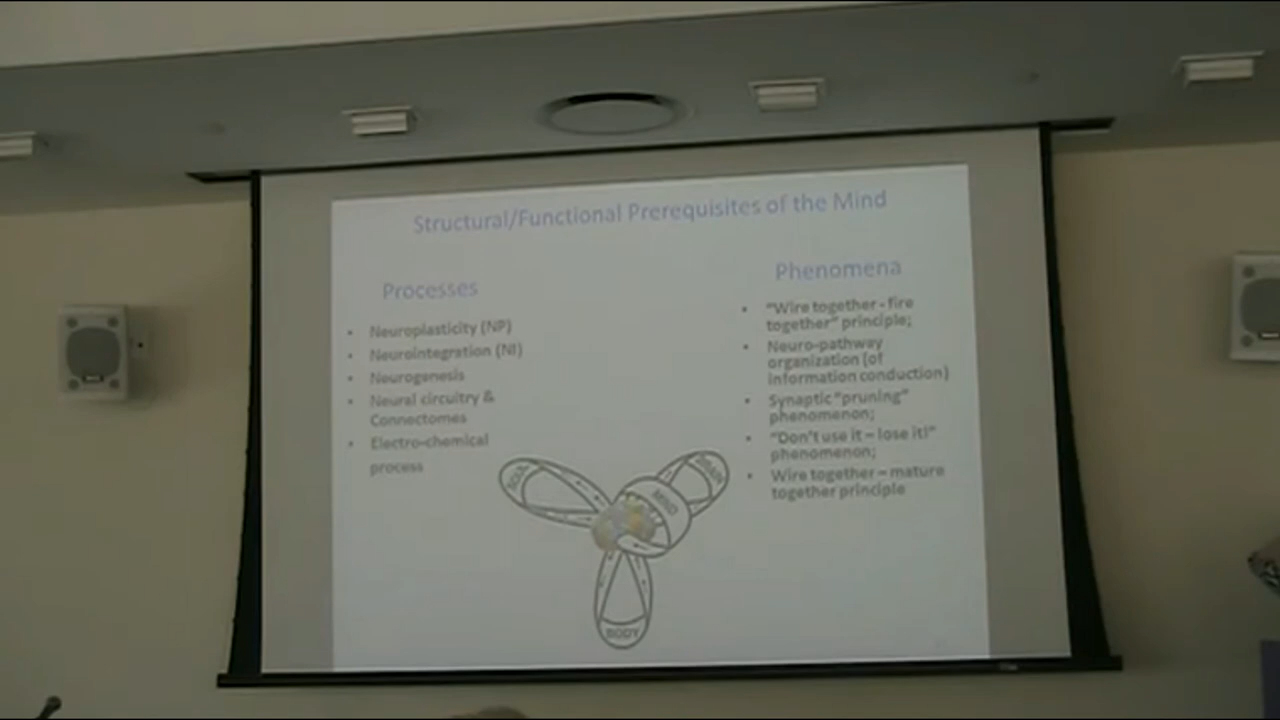 Structural/Functional Prerequisites of the Mind
Processes
• Neuroplasticity (NP)
• Neurointegration (NI)
• Neurogenesis
• Neural circuitry &
Connectomes
• Electro-chemical
process
Phenomena
• "Wire together - fire
together" principle;
• Neuro-pathway
organization (of
information conduction)
• Synaptic "pruning"
phenomenon;
• "Don't use it – lose it!"
phenomenon;
• Wire together – mature
together principle
SOUL
MIND
BRAIN
BODY